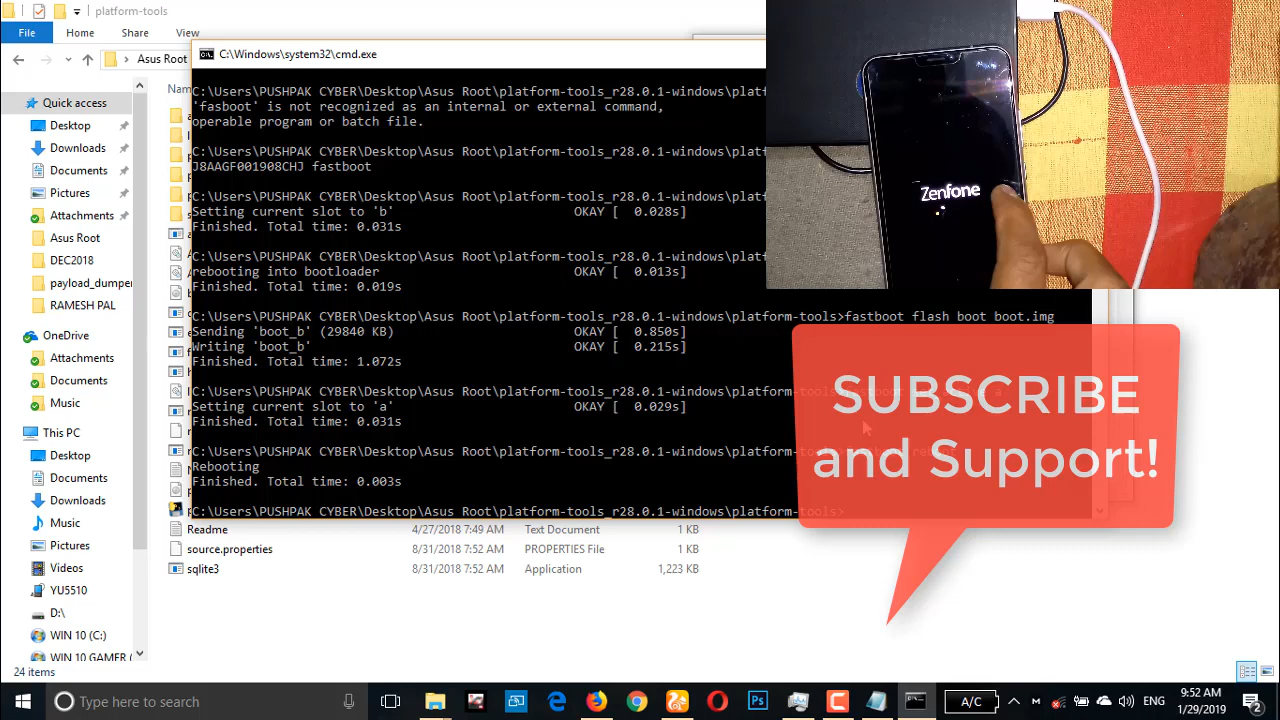 platform-tools
File
Home
Share
View
Asus Root
C:\Windows\system32\cmd.exe
C:\Users\PUSHPAK CYBER\Desktop\Asus Root\platform-tools_r28.0.1-windows\platf
'fasboot' is not recognized as an internal or external command,
operable program or batch file.
C:\Users\PUSHPAK CYBER\Desktop\Asus Root\platform-tools_r28.0.1-windows\platf
J8AAGF001908CHJ fastboot
C:\Users\PUSHPAK CYBER\Desktop\Asus Root\platform-tools_r28.0.1-windows\platf
Setting current slot to 'b' OKAY [ 0.028s]
Finished. Total time: 0.031s
C:\Users\PUSHPAK CYBER\Desktop\Asus Root\platform-tools_r28.0.1-windows\platf
rebooting into bootloader OKAY [ 0.013s]
Finished. Total time: 0.019s
C:\Users\PUSHPAK CYBER\Desktop\Asus Root\platform-tools_r28.0.1-windows\platform-tools>fastboot flash boot boot.img
Sending 'boot_b' (29840 KB) OKAY [ 0.850s]
Writing 'boot_b' OKAY [ 0.215s]
Finished. Total time: 1.072s
C:\Users\PUSHPAK CYBER\Desktop\Asus Root\platform-tools_r28.0.1-windows\platform-tools
Setting current slot to 'a' OKAY [ 0.029s]
Finished. Total time: 0.031s
C:\Users\PUSHPAK CYBER\Desktop\Asus Root\platform-tools_r28.0.1-windows\platform-tools
Rebooting
Finished. Total time: 0.003s
C:\Users\PUSHPAK CYBER\Desktop\Asus Root\platform-tools_r28.0.1-windows\platform-tools>
Zenfone
SUBSCRIBE
and Support!
Quick access
Desktop
Downloads
Documents
Pictures
Attachments
Asus Root
DEC2018
payload_dumper
RAMESH PAL
OneDrive
Attachments
Documents
Music
This PC
Desktop
Documents
Downloads
Music
Pictures
Videos
YU5510
D:\
WIN 10 (C:)
WIN 10 GAMER (
Readme 4/27/2018 7:49 AM Text Document 1 KB
source.properties 8/31/2018 7:52 AM PROPERTIES File 1 KB
sqlite3 8/31/2018 7:52 AM Application 1,223 KB
24 items
Type here to search
A/C
ENG
9:52 AM
1/29/2019
2